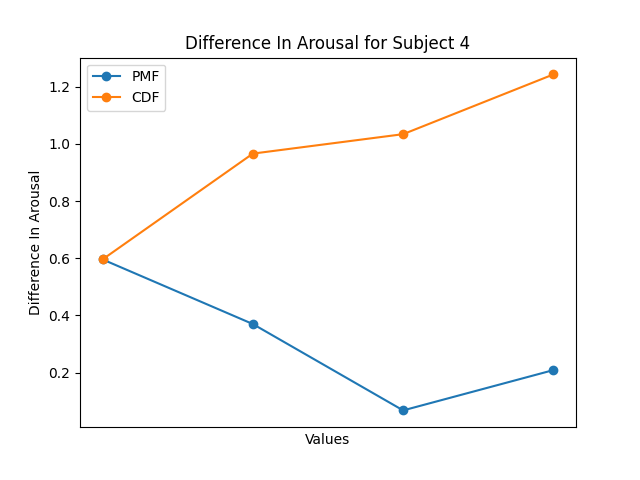 Difference In Arousal for Subject 4
PMF
CDF
1.2
1.0
0.8
0.6
0.4
0.2
Difference In Arousal
Values